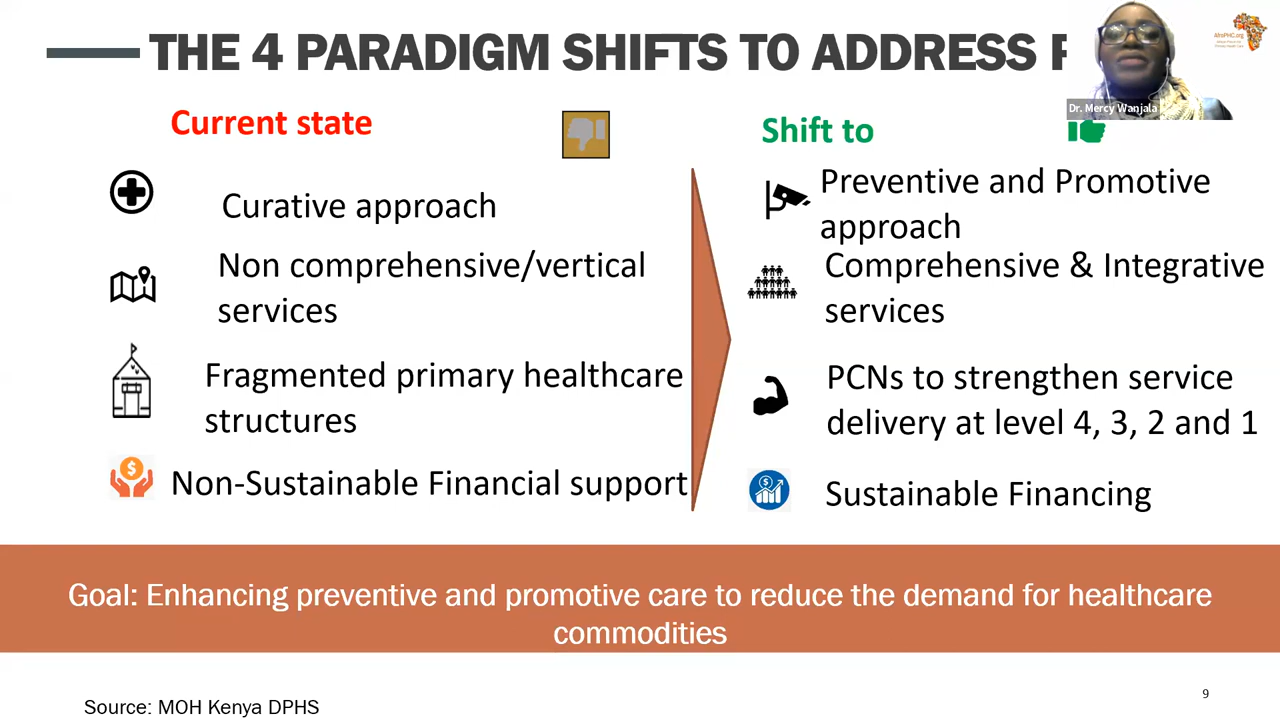 THE 4 PARADIGM SHIFTS TO ADDRESS
AfroPHC.org
Dr. Mercy Wanjala
Current state
Shift to
Curative approach
Preventive and Promotive
approach
Non comprehensive/vertical
services
Comprehensive & Integrative
services
Fragmented primary healthcare
structures
PCNs to strengthen service
delivery at level 4, 3, 2 and 1
Non-Sustainable Financial support
Sustainable Financing
Goal: Enhancing preventive and promotive care to reduce the demand for healthcare
commodities
Source: MOH Kenya DPHS
9